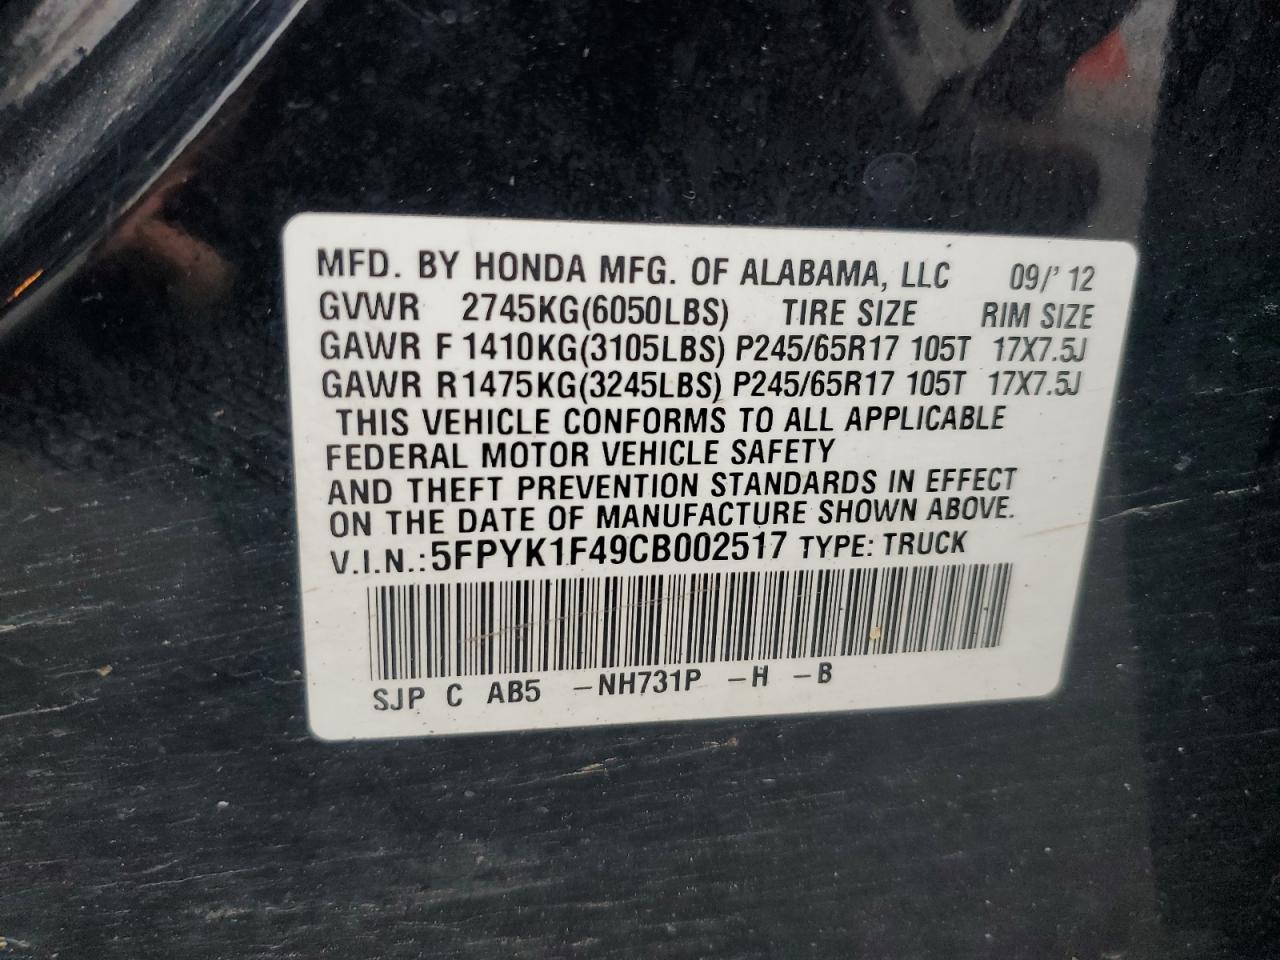 MFD. BY HONDA MFG. OF ALABAMA, LLC 09/' 12
GVWR 2745KG(6050LBS) TIRE SIZE RIM SIZE
GAWR F 1410KG(3105LBS) P245/65R17 105T 17X7.5J
GAWR R1475KG(3245LBS) P245/65R17 105T 17X7.5J
THIS VEHICLE CONFORMS TO ALL APPLICABLE
FEDERAL MOTOR VEHICLE SAFETY
AND THEFT PREVENTION STANDARDS IN EFFECT
ON THE DATE OF MANUFACTURE SHOWN ABOVE.
V.I.N.: 5FPYK1F49CB002517 TYPE: TRUCK
SJP C AB5 -NH731P -H -B